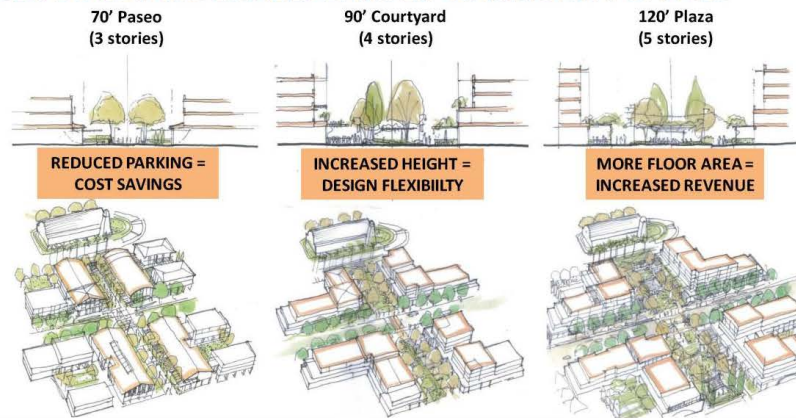 70’ Paseo
(3 stories)
90’ Courtyard
(4 stories)
120’ Plaza
(5 stories)
REDUCED PARKING =
COST SAVINGS
INCREASED HEIGHT =
DESIGN FLEXIBIILTY
MORE FLOOR AREA =
INCREASED REVENUE